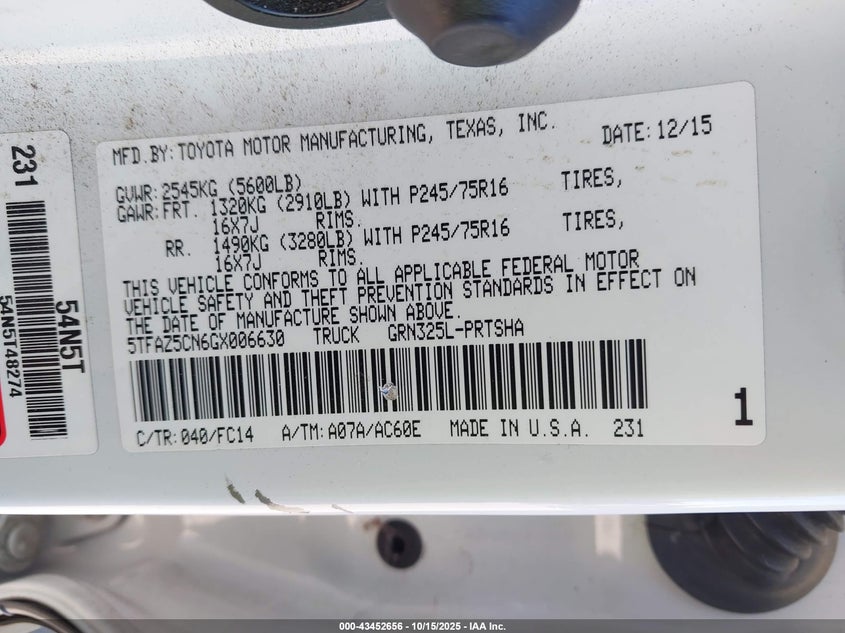 231
54N5T
54N5T48274
MFD.BY:TOYOTA MOTOR MANUFACTURING, TEXAS, INC. DATE:12/15
GVWR:2545KG (5600LB)
GAWR:FRT. 1320KG (2910LB) WITH P245/75R16 TIRES,
16X7J RIMS.
RR. 1490KG (3280LB) WITH P245/75R16 TIRES,
16X7J RIMS.
THIS VEHICLE CONFORMS TO ALL APPLICABLE FEDERAL MOTOR
VEHICLE SAFETY AND THEFT PREVENTION STANDARDS IN EFFECT ON
THE DATE OF MANUFACTURE SHOWN ABOVE.
5TFAZ5CN6GX006630 TRUCK GRN325L-PRTSHA
C/TR:040/FC14 A/TM:A07A/AC60E MADE IN U.S.A. 231
1
000-43452656 - 10/15/2025 - IAA Inc.